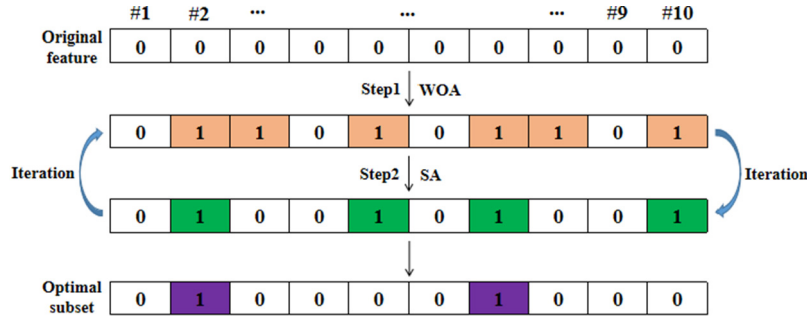 #1 #2 ... ... ... #9 #10
Original
feature
0 0 0 0 0 0 0 0 0 0
Step1 WOA
0 1 1 0 1 0 1 1 0 1
Iteration
Step2 SA
Iteration
0 1 0 0 1 0 1 0 0 1
Optimal
subset
0 1 0 0 0 0 1 0 0 0